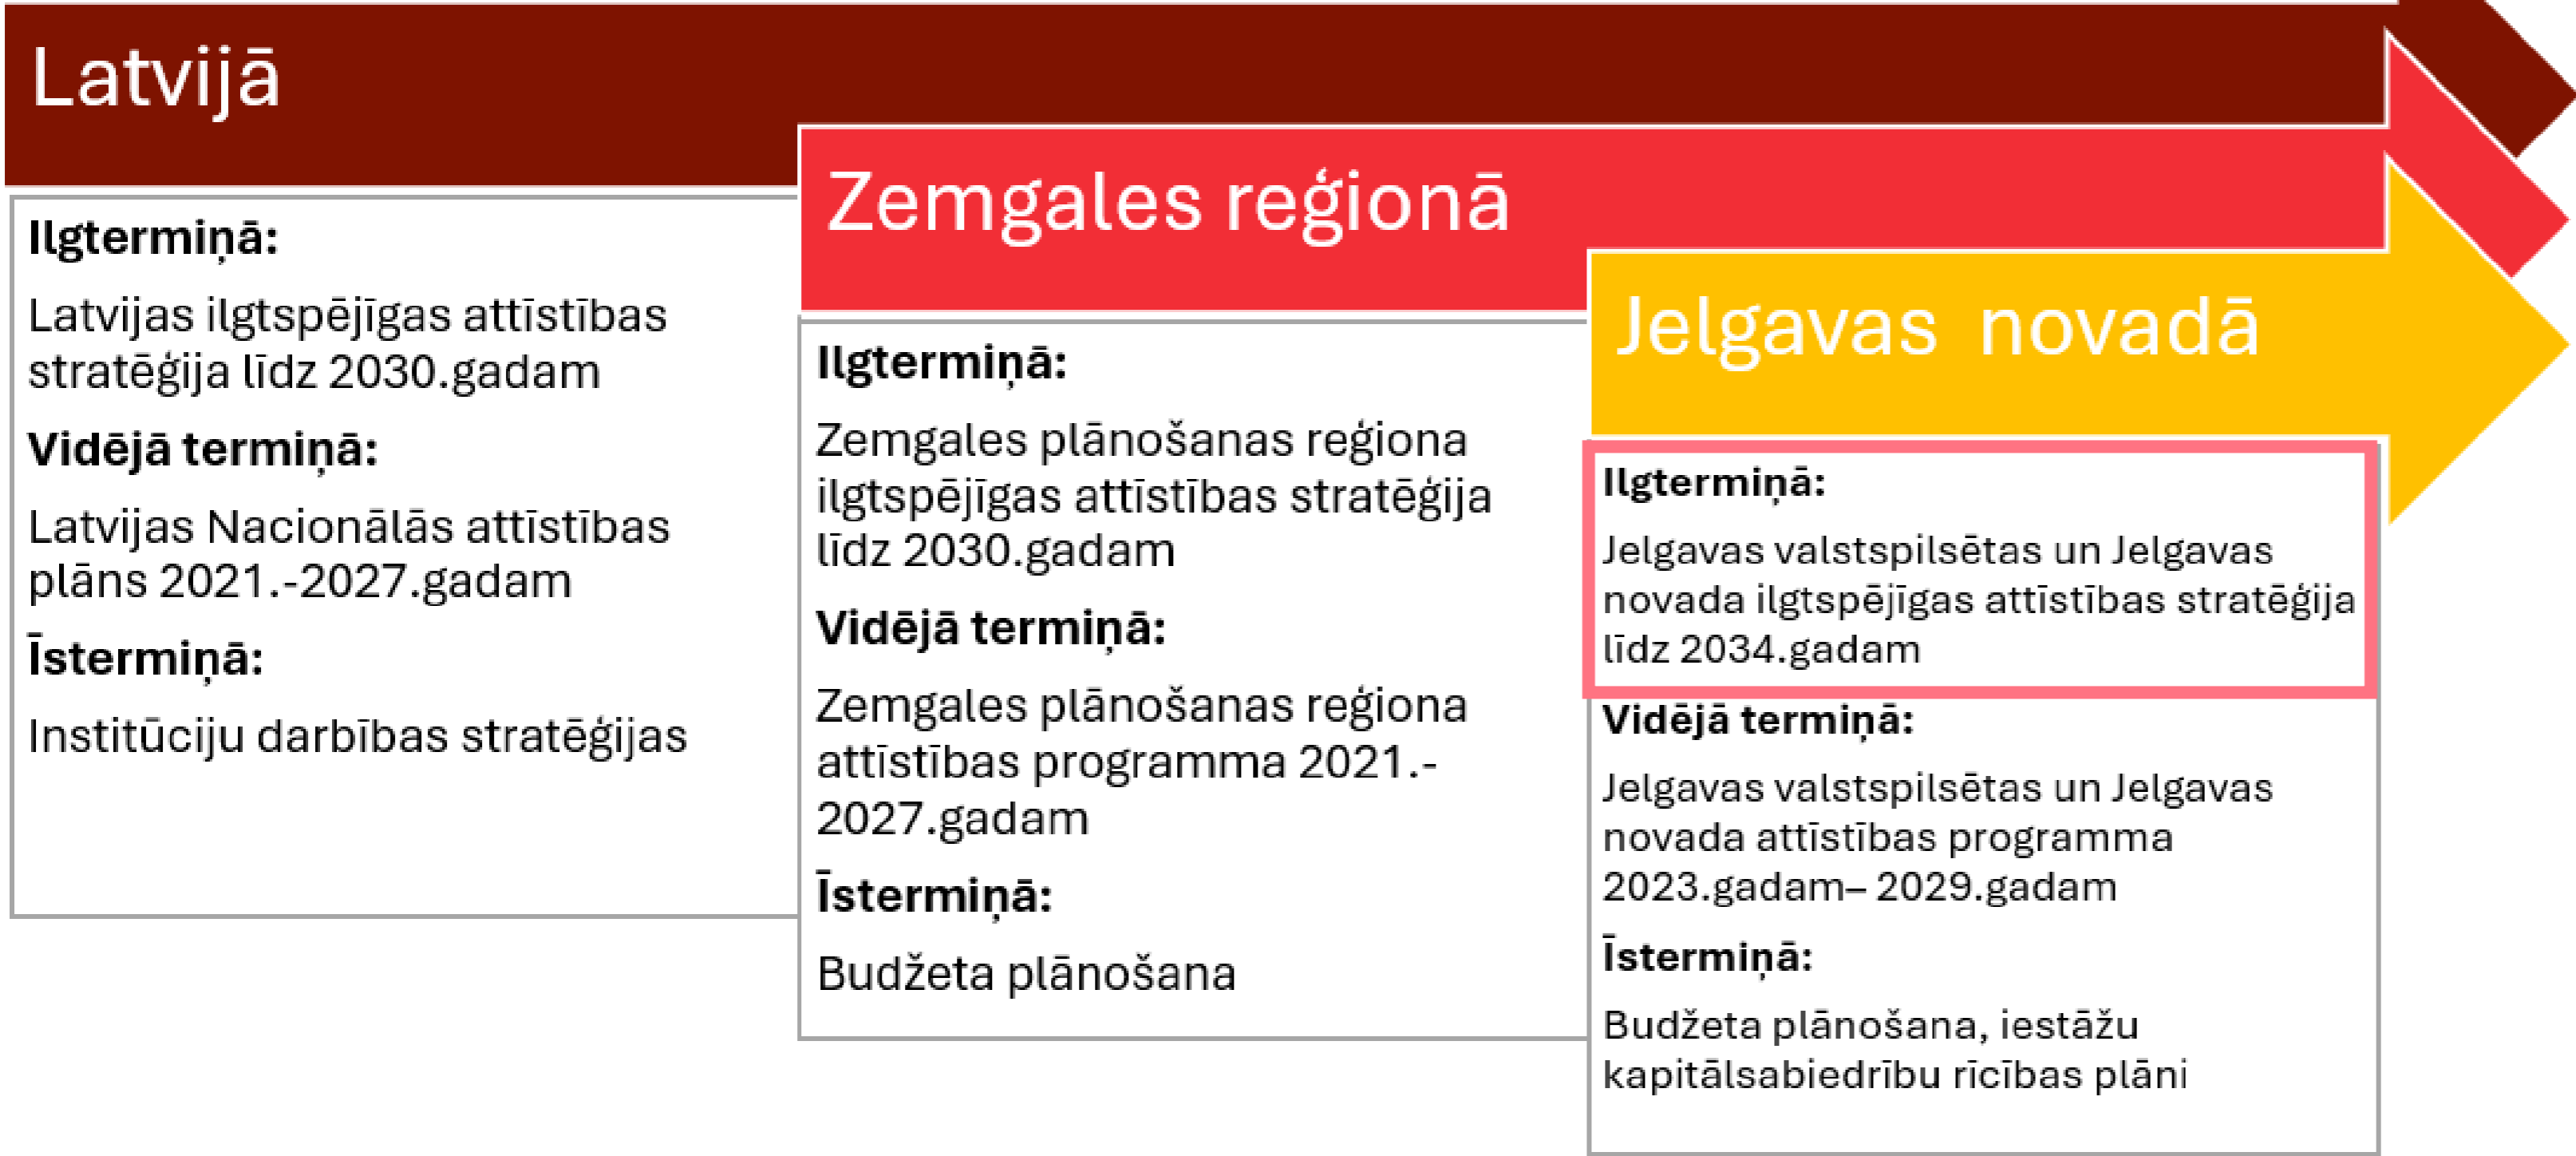 Latvijā
Ilgtermiņā:
Latvijas ilgtspējīgas attīstības
stratēģija līdz 2030.gadam
Vidējā termiņā:
Latvijas Nacionālās attīstības
plāns 2021.-2027.gadam
Īstermiņā:
Institūciju darbības stratēģijas
Zemgales reģionā
Ilgtermiņā:
Zemgales plānošanas reģiona
ilgtspējīgas attīstības stratēģija
līdz 2030.gadam
Vidējā termiņā:
Zemgales plānošanas reģiona
attīstības programma 2021.-
2027.gadam
Īstermiņā:
Budžeta plānošana
Jelgavas novadā
Ilgtermiņā:
Jelgavas valstspilsētas un Jelgavas
novada ilgtspējīgas attīstības stratēģija
līdz 2034.gadam
Vidējā termiņā:
Jelgavas valstspilsētas un Jelgavas
novada attīstības programma
2023.gadam– 2029.gadam
Īstermiņā:
Budžeta plānošana, iestāžu
kapitālsabiedrību rīcības plāni